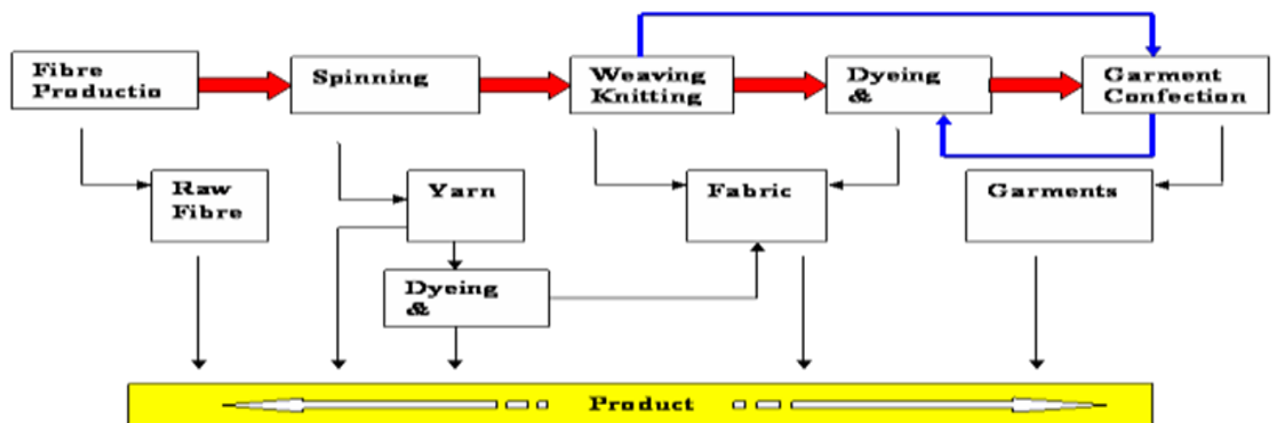 Fibre
Productio
Spinning
Weaving
Knitting
Dyeing
&
Garment
Confection
Raw
Fibre
Yarn
Fabric
Garments
Dyeing
&
Product